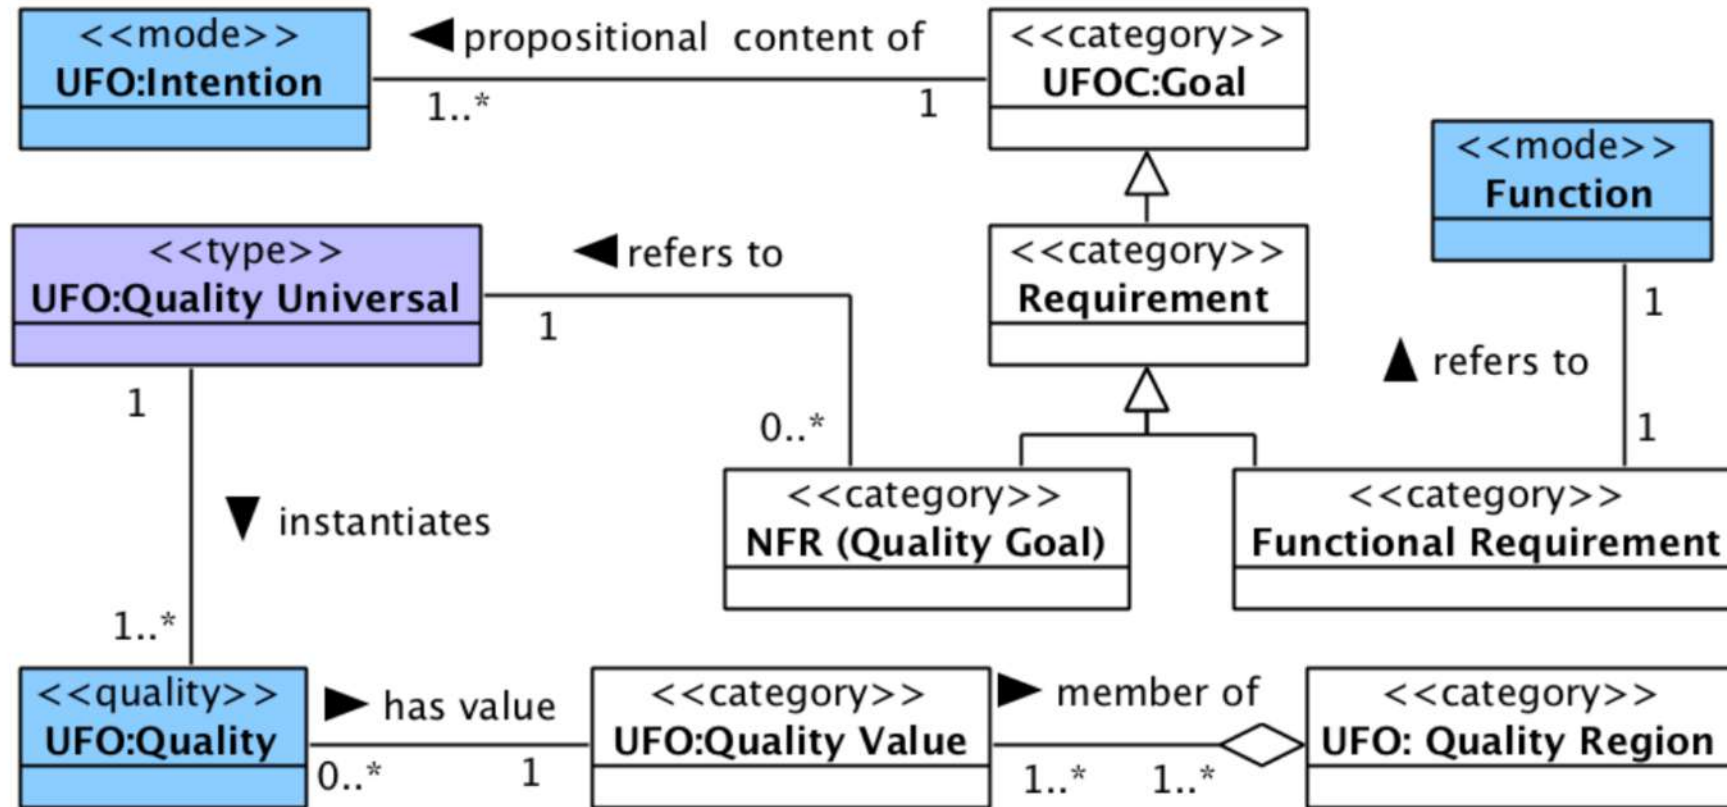 <<mode>>
UFO:Intention
◀ propositional content of
1..*
1
<<category>>
UFOC:Goal
<<mode>>
Function
<<type>>
UFO:Quality Universal
◀ refers to
1
<<category>>
Requirement
1
▲ refers to
1
0..*
1
<<category>>
NFR (Quality Goal)
<<category>>
Functional Requirement
▼ instantiates
1..*
<<quality>>
UFO:Quality
▶ has value
0..*
1
<<category>>
UFO:Quality Value
▶ member of
1..*
1..*
<<category>>
UFO: Quality Region